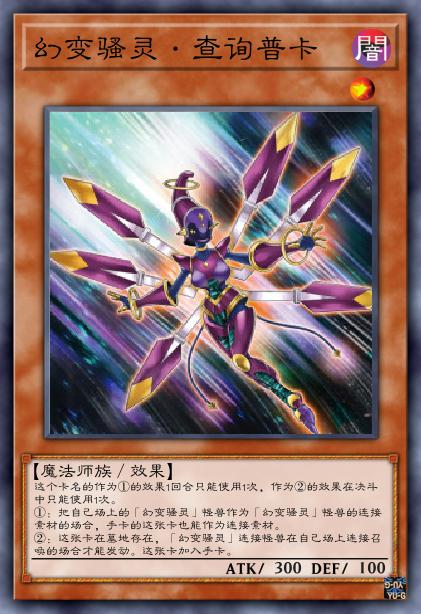 幻变骚灵·查询普卡
闇
【魔法师族/效果】
这个卡名的作为①的效果1回合只能使用1次，作为②的效果在决斗
中只能使用1次。
①：把自己场上的「幻变骚灵」怪兽作为「幻变骚灵」怪兽的连接
素材的场合，手卡的这张卡也能作为连接素材。
②：这张卡在墓地存在，「幻变骚灵」连接怪兽在自己场上连接召
唤的场合才能发动。这张卡加入手卡。
ATK/ 300 DEF/ 100